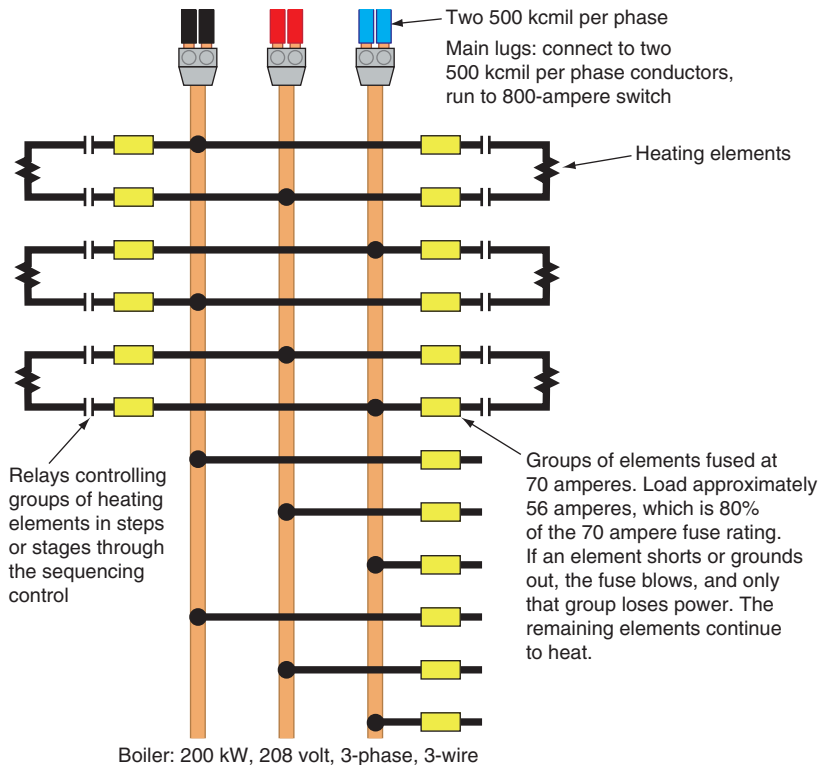 Two 500 kcmil per phase
Main lugs: connect to two
500 kcmil per phase conductors,
run to 800-ampere switch
Heating elements
Relays controlling
groups of heating
elements in steps
or stages through
the sequencing
control
Groups of elements fused at
70 amperes. Load approximately
56 amperes, which is 80%
of the 70 ampere fuse rating.
If an element shorts or grounds
out, the fuse blows, and only
that group loses power. The
remaining elements continue
to heat.
Boiler: 200 kW, 208 volt, 3-phase, 3-wire